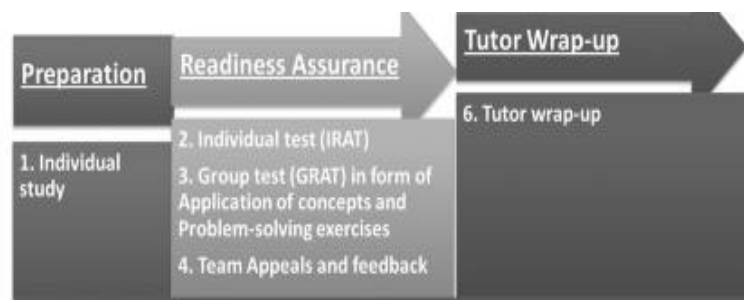 Preparation
1. Individual
study
Readiness Assurance
2. Individual test (IRAT)
3. Group test (GRAT) in form of
Application of concepts and
Problem-solving exercises
4. Team Appeals and feedback
Tutor Wrap-up
6. Tutor wrap-up